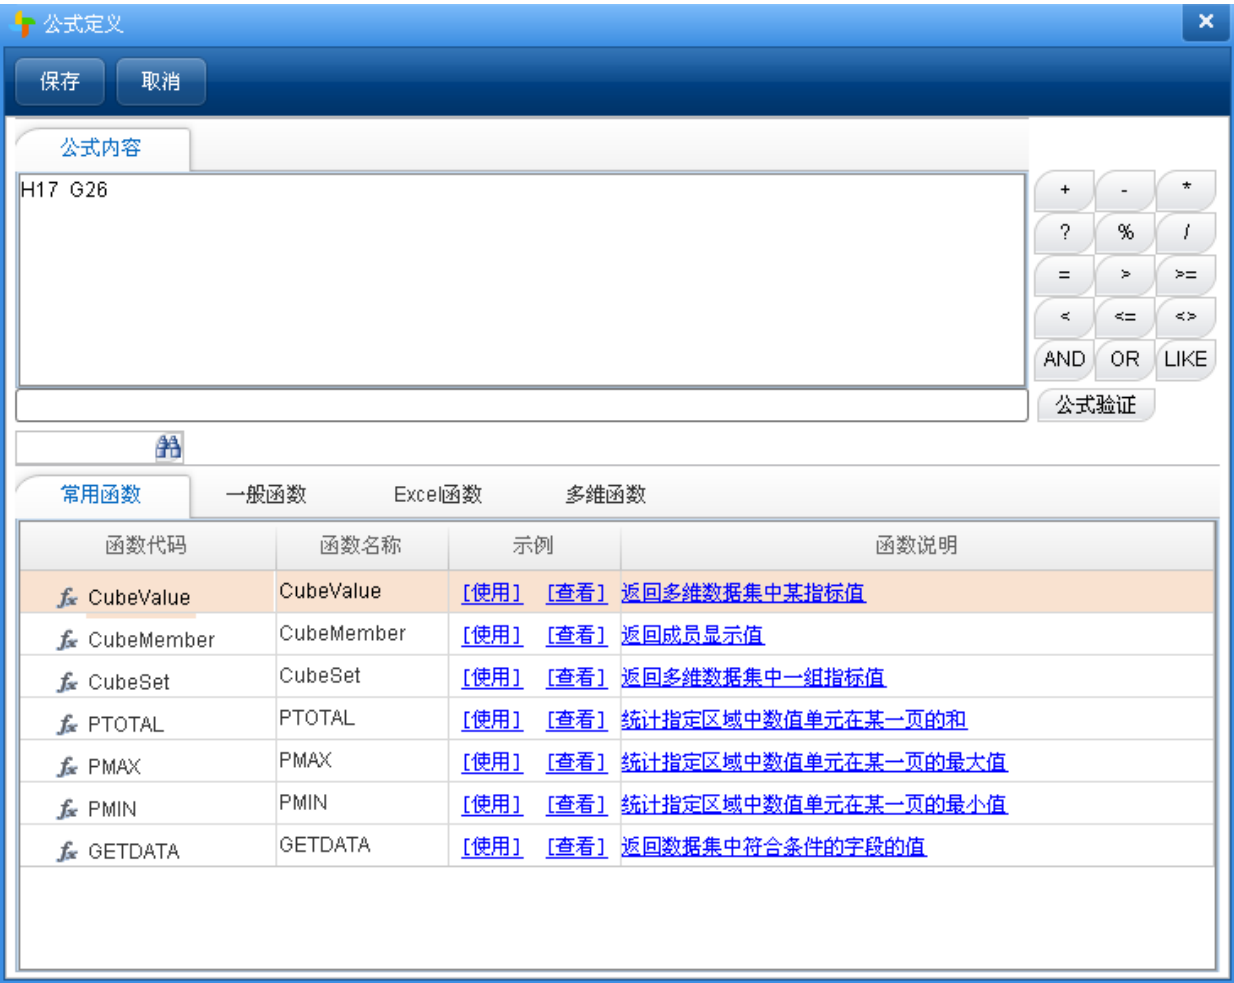 公式定义
保存 取消
公式内容
H17 G26
+ - *
? % /
= > >=
< <= <>
AND OR LIKE
公式验证
常用函数 一般函数 Excel函数 多维函数
函数代码 函数名称 示例 函数说明
CubeValue CubeValue [使用] [查看] 返回多维数据集中某指标值
CubeMember CubeMember [使用] [查看] 返回成员显示值
CubeSet CubeSet [使用] [查看] 返回多维数据集中一组指标值
PTOTAL PTOTAL [使用] [查看] 统计指定区域中数值单元在某一页的和
PMAX PMAX [使用] [查看] 统计指定区域中数值单元在某一页的最大值
PMIN PMIN [使用] [查看] 统计指定区域中数值单元在某一页的最小值
GETDATA GETDATA [使用] [查看] 返回数据集中符合条件的字段的值